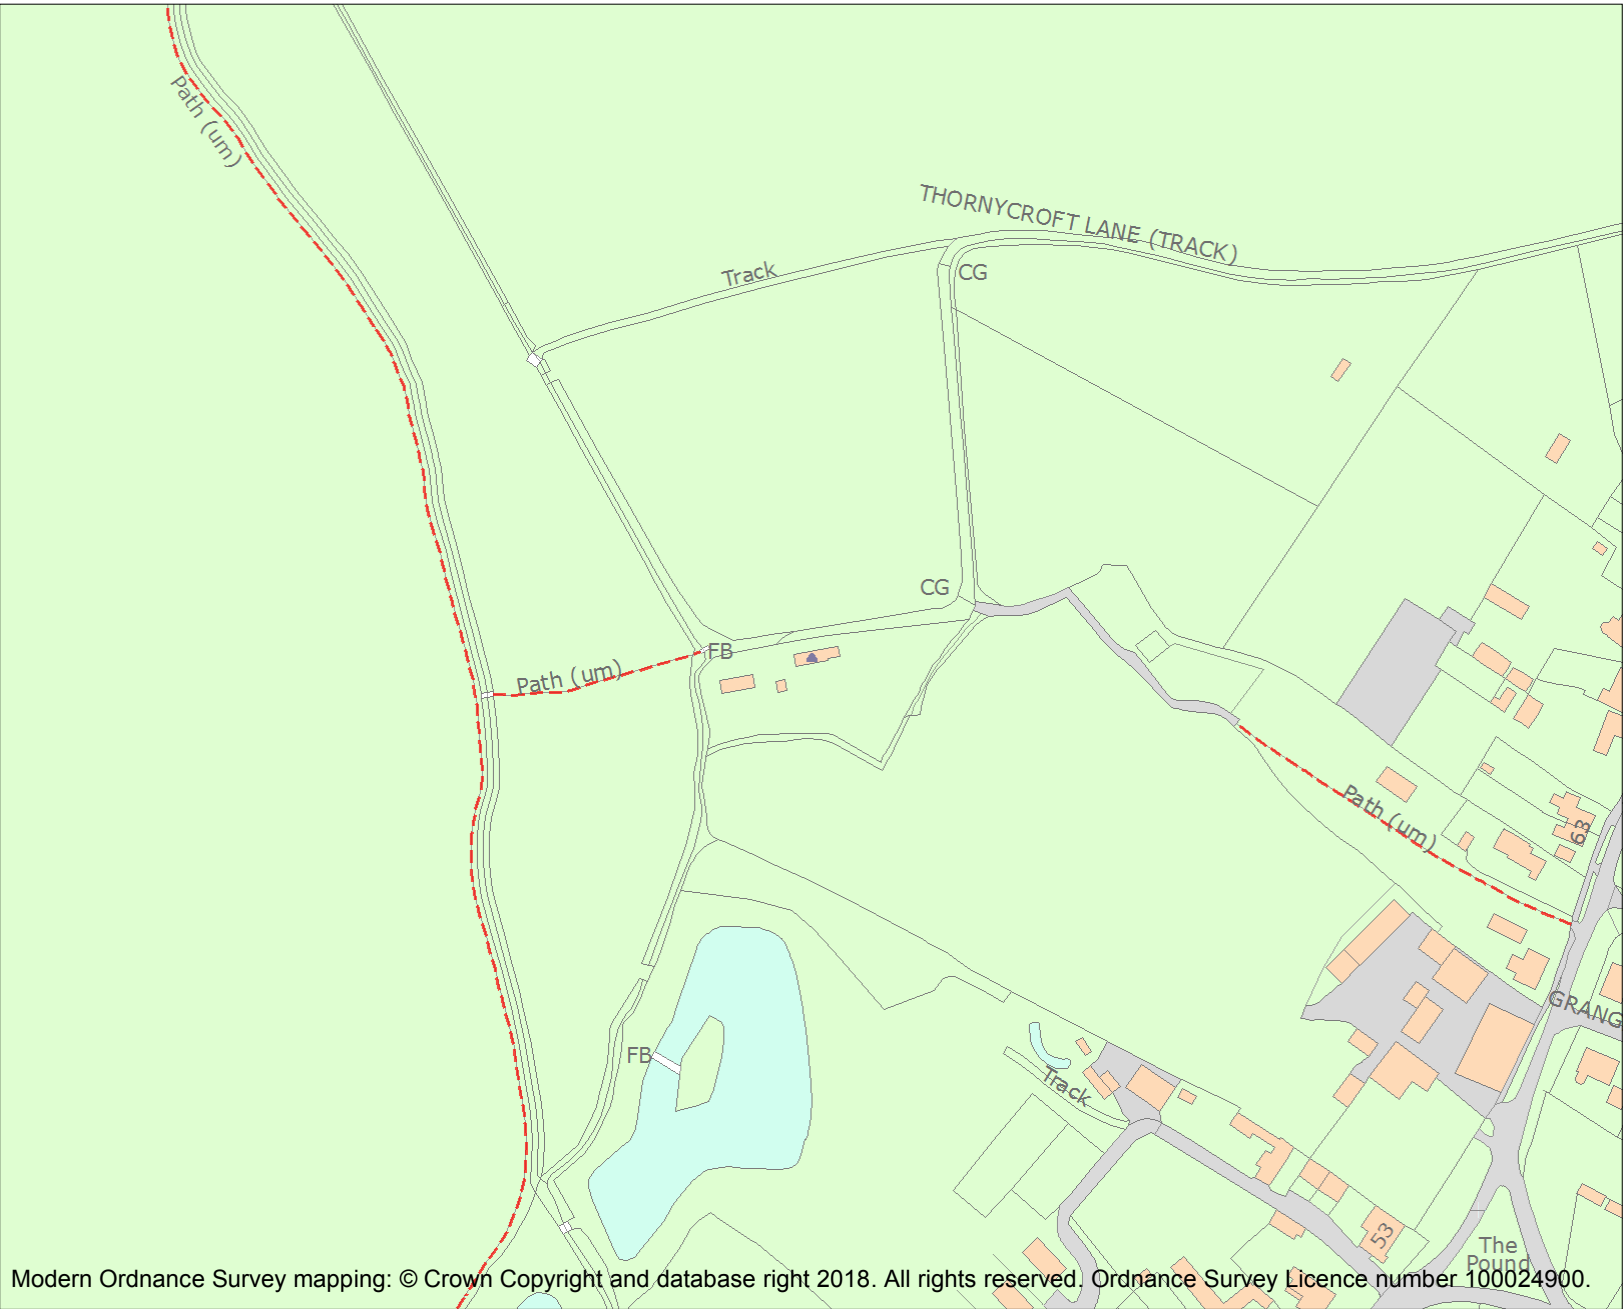 Path (um)
THORNYCROFT LANE (TRACK)
Track
CG
CG
FB
Path (um)
Path (um)
63
GRANG
FB
Track
53
The
Pound
Modern Ordnance Survey mapping: © Crown Copyright and database right 2018. All rights reserved. Ordnance Survey Licence number 100024900.